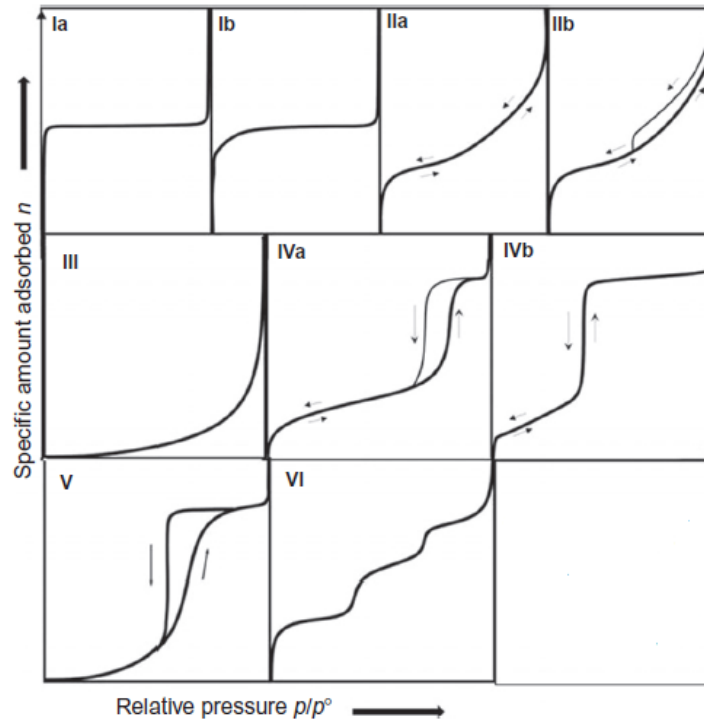 Ia
Ib
IIa
IIb
III
IVa
IVb
V
VI
Specific amount adsorbed n
Relative pressure p/p°